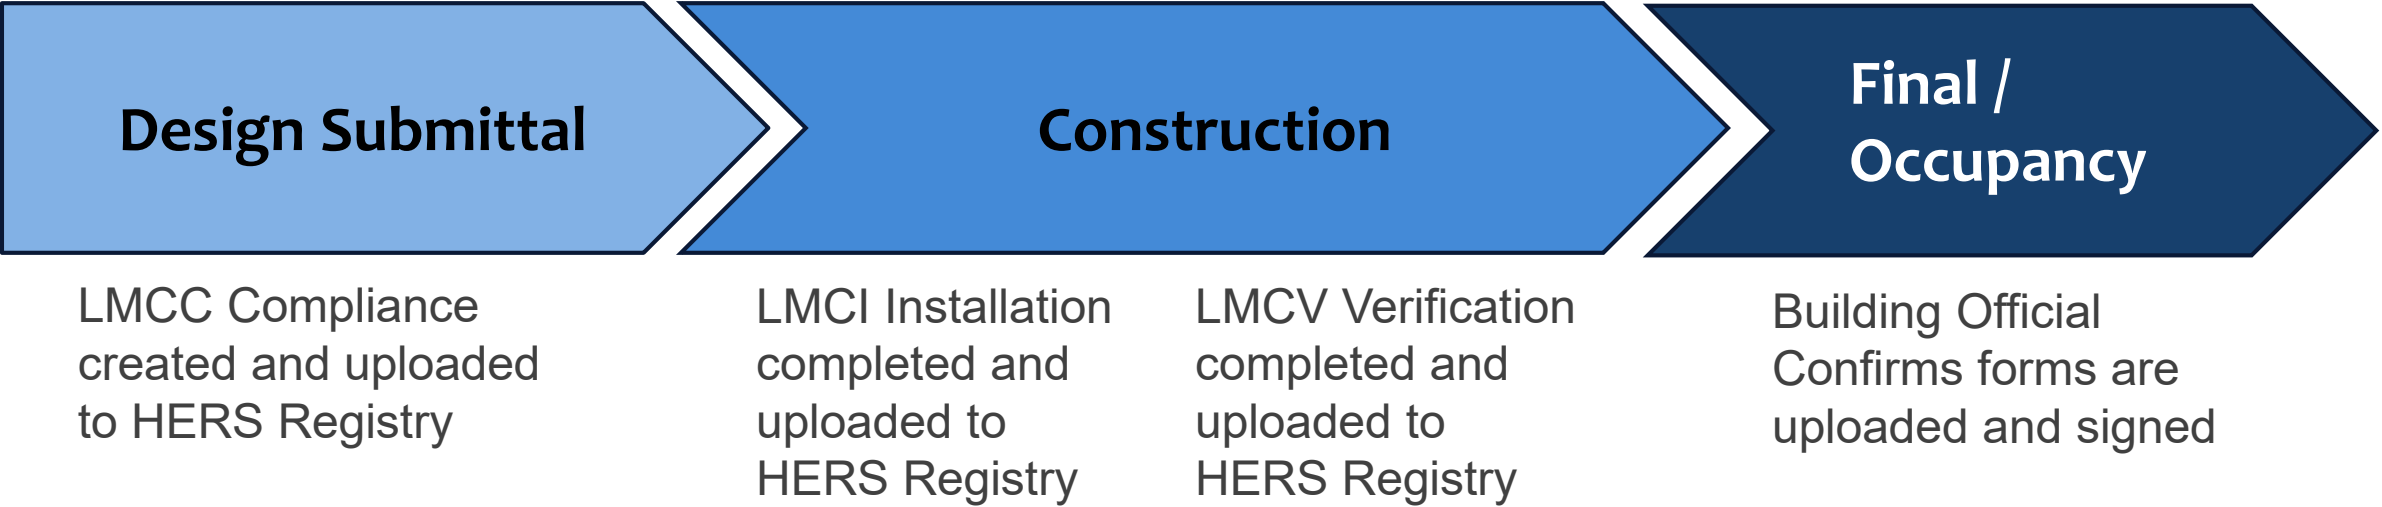 Design Submittal
Construction
Final /
Occupancy
LMCC Compliance
created and uploaded
to HERS Registry
LMCI Installation
completed and
uploaded to
HERS Registry
LMCV Verification
completed and
uploaded to
HERS Registry
Building Official
Confirms forms are
uploaded and signed